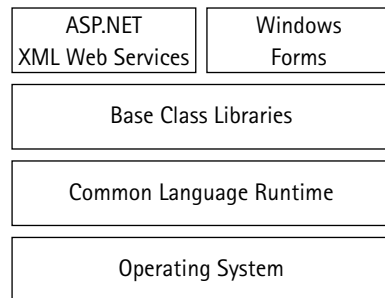 ASP.NET
XML Web Services
Windows
Forms
Base Class Libraries
Common Language Runtime
Operating System